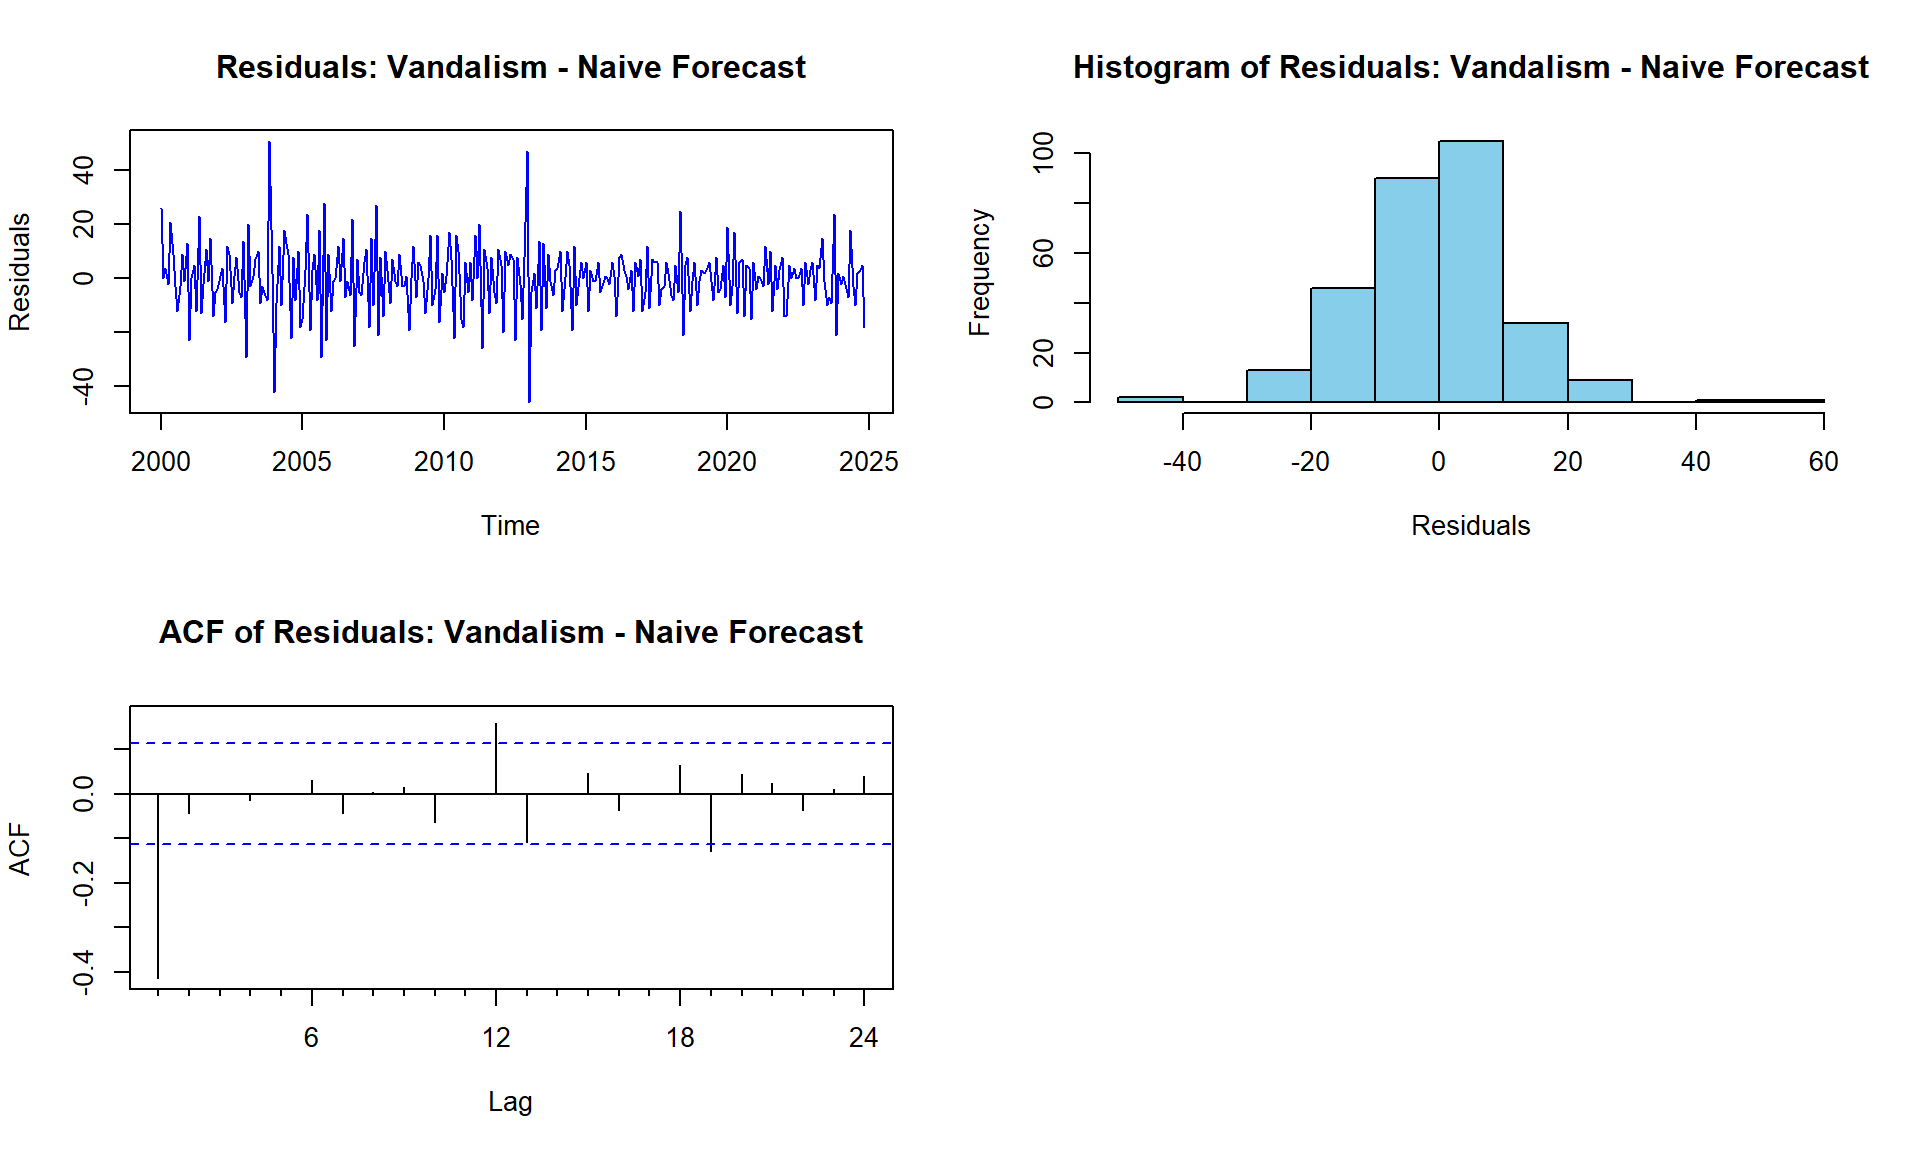 Residuals: Vandalism - Naive Forecast
Residuals
40
20
0
-40
2000 2005 2010 2015 2020 2025
Time
Histogram of Residuals: Vandalism - Naive Forecast
Frequency
100
60
20
0
-40 -20 0 20 40 60
Residuals
ACF of Residuals: Vandalism - Naive Forecast
ACF
0.0
-0.2
-0.4
6 12 18 24
Lag